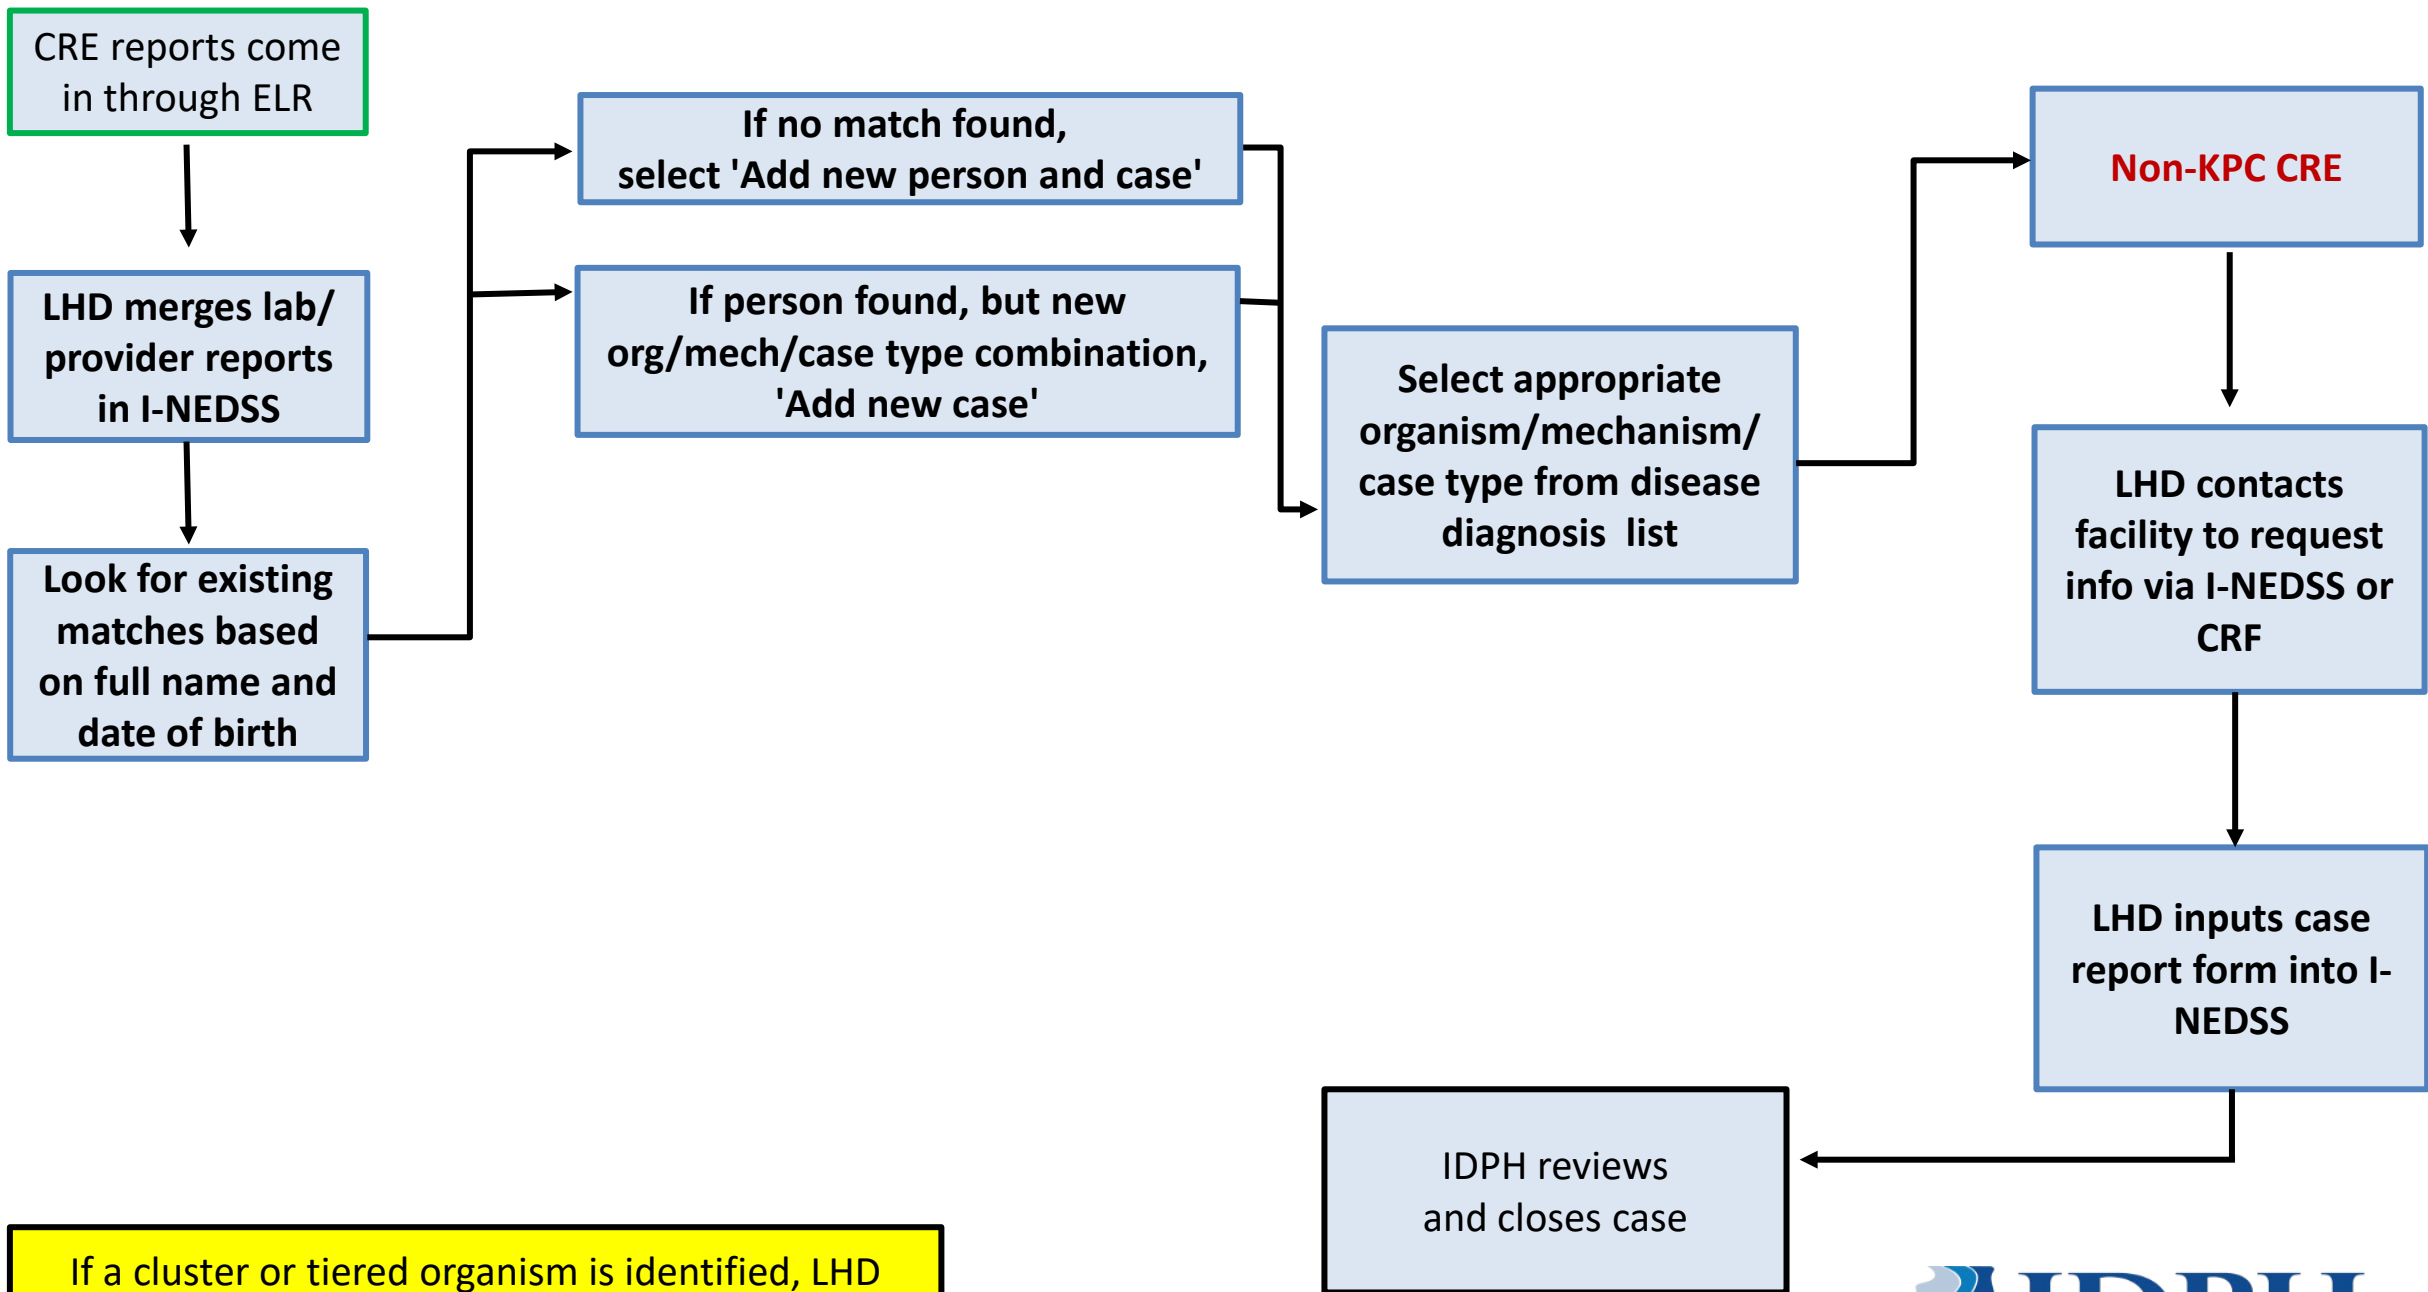 CRE reports come
in through ELR
LHD merges lab/
provider reports
in I-NEDSS
Look for existing
matches based
on full name and
date of birth
If no match found,
select 'Add new person and case'
If person found, but new
org/mech/case type combination,
'Add new case'
Select appropriate
organism/mechanism/
case type from disease
diagnosis list
Non-KPC CRE
LHD contacts
facility to request
info via I-NEDSS or
CRF
LHD inputs case
report form into I-
NEDSS
IDPH reviews
and closes case
If a cluster or tiered organism is identified, LHD
IDPH